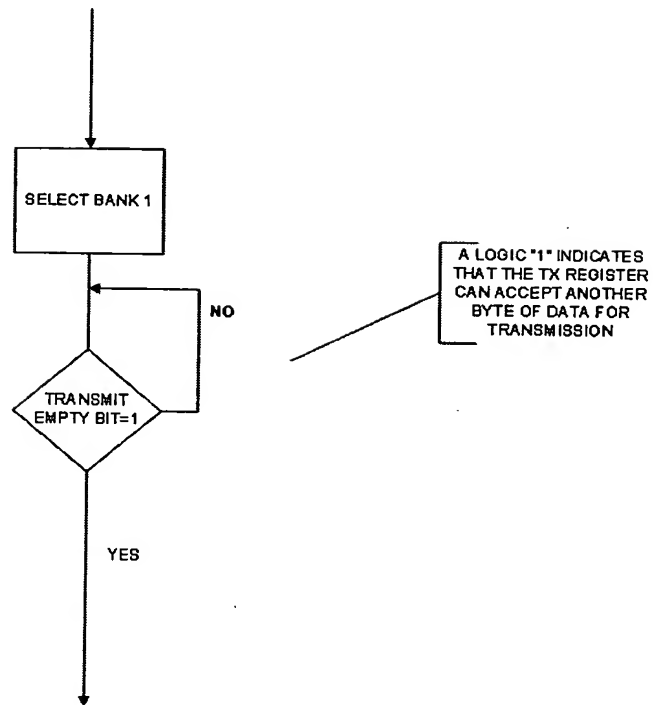 SELECT BANK 1
NO
A LOGIC "1" INDICATES
THAT THE TX REGISTER
CAN ACCEPT ANOTHER
BYTE OF DATA FOR
TRANSMISSION
TRANSMIT
EMPTY BIT=1
YES